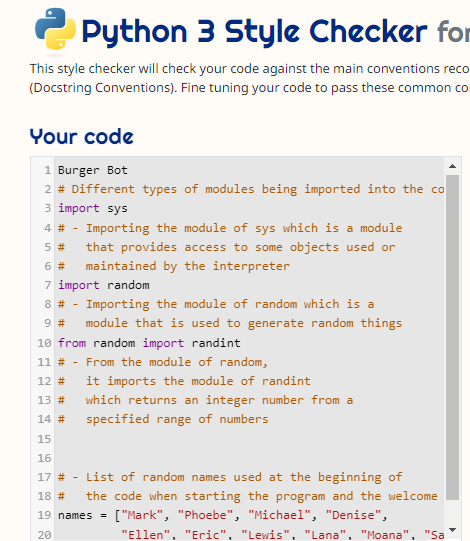 Python 3 Style Checker for
This style checker will check your code against the main conventions reco
(Docstring Conventions). Fine tuning your code to pass these common co
Your code
1 Burger Bot
2 # Different types of modules being imported into the co
3 import sys
4 # - Importing the module of sys which is a module
5 #   that provides access to some objects used or
6 #   maintained by the interpreter
7 import random
8 # - Importing the module of random which is a
9 #   module that is used to generate random things
10 from random import randint
11 # - From the module of random,
12 #   it imports the module of randint
13 #   which returns an integer number from a
14 #   specified range of numbers
15
16
17 # - List of random names used at the beginning of
18 #   the code when starting the program and the welcome
19 names = ["Mark", "Phoebe", "Michael", "Denise",
20          "Ellen", "Eric", "Lewis", "Lana", "Moana", "Sa